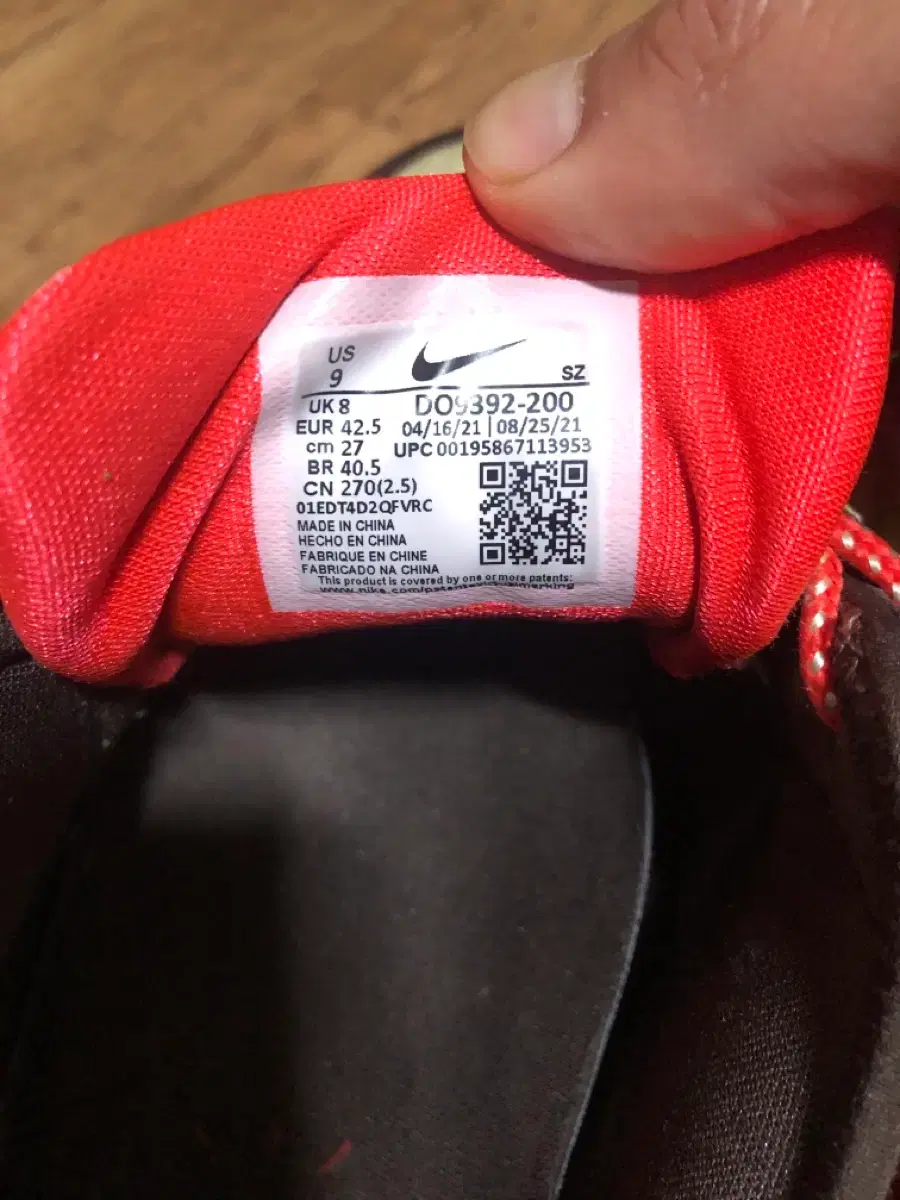 US
9
SZ
UK 8
DO9392-200
EUR 42.5
04/16/21 | 08/25/21
cm 27
UPC 00195867113953
BR 40.5
CN 270(2.5)
01EDT4D2QFVRC
MADE IN CHINA
HECHO EN CHINA
FABRIQUE EN CHINE
FABRICADO NA CHINA
This product is covered by one or more patents: